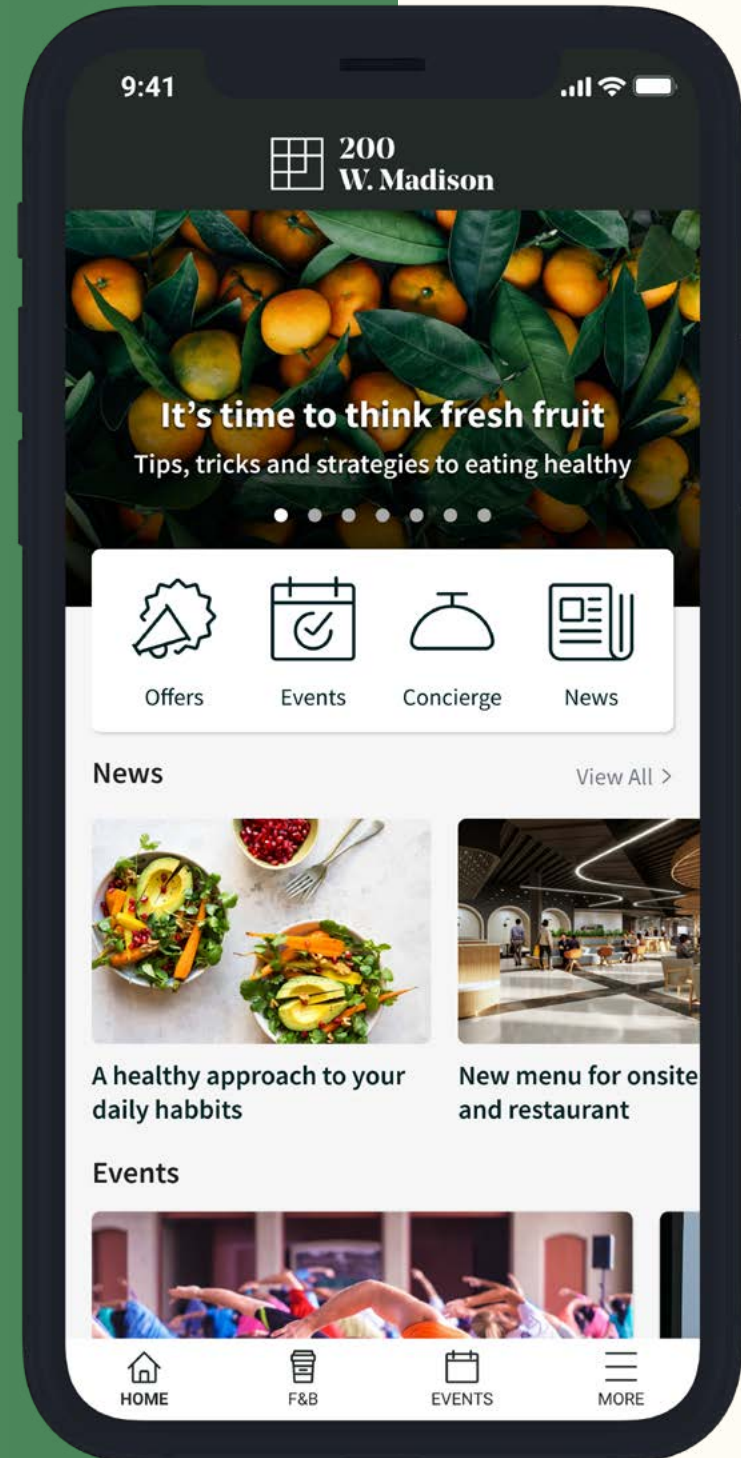 9:41
200
W. Madison
It's time to think fresh fruit
Tips, tricks and strategies to eating healthy
Offers
Events
Concierge
News
News
View All >
A healthy approach to your
daily habbits
New menu for onsite
and restaurant
Events
HOME
F&B
EVENTS
MORE